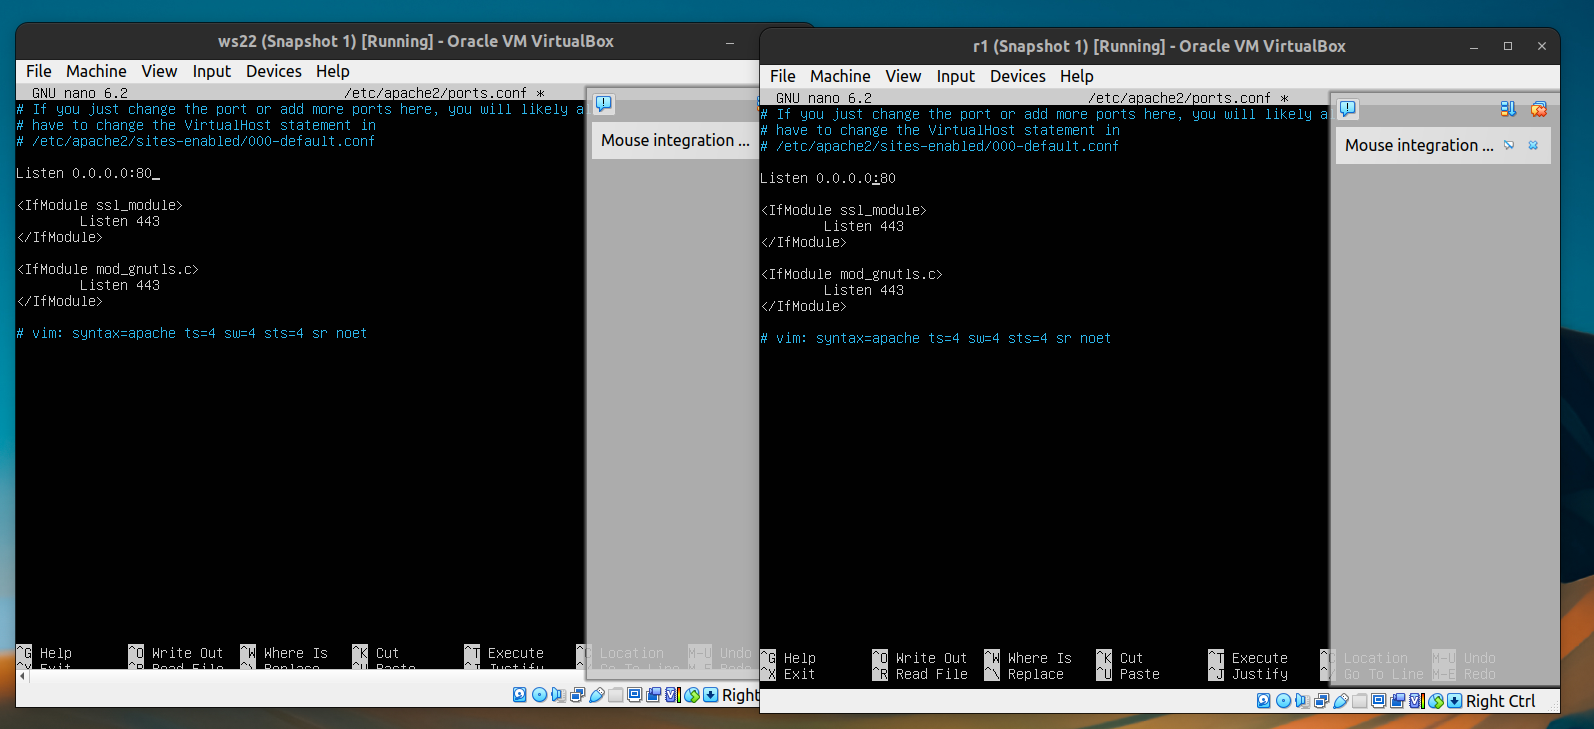 ws22 (Snapshot 1) [Running] - Oracle VM VirtualBox
File Machine View Input Devices Help
GNU nano 6.2 /etc/apache2/ports.conf *
# If you just change the port or add more ports here, you will likely a
# have to change the VirtualHost statement in
# /etc/apache2/sites-enabled/000-default.conf
Listen 0.0.0.0:80
<IfModule ssl_module>
Listen 443
</IfModule>
<IfModule mod_gnutls.c>
Listen 443
</IfModule>
# vim: syntax=apache ts=4 sw=4 sts=4 sr noet
Mouse integration ...
^G Help ^O Write Out ^W Where Is ^K Cut ^T Execute ^C Location M-U Undo
^X Exit ^R Read File ^\ Replace ^U Paste ^J Justify ^/ Go To Line M-E Redo
Right
r1 (Snapshot 1) [Running] - Oracle VM VirtualBox
File Machine View Input Devices Help
GNU nano 6.2 /etc/apache2/ports.conf *
# If you just change the port or add more ports here, you will likely a
# have to change the VirtualHost statement in
# /etc/apache2/sites-enabled/000-default.conf
Listen 0.0.0.0:80
<IfModule ssl_module>
Listen 443
</IfModule>
<IfModule mod_gnutls.c>
Listen 443
</IfModule>
# vim: syntax=apache ts=4 sw=4 sts=4 sr noet
Mouse integration ...
^G Help ^O Write Out ^W Where Is ^K Cut ^T Execute ^C Location M-U Undo
^X Exit ^R Read File ^\ Replace ^U Paste ^J Justify ^/ Go To Line M-E Redo
Right Ctrl